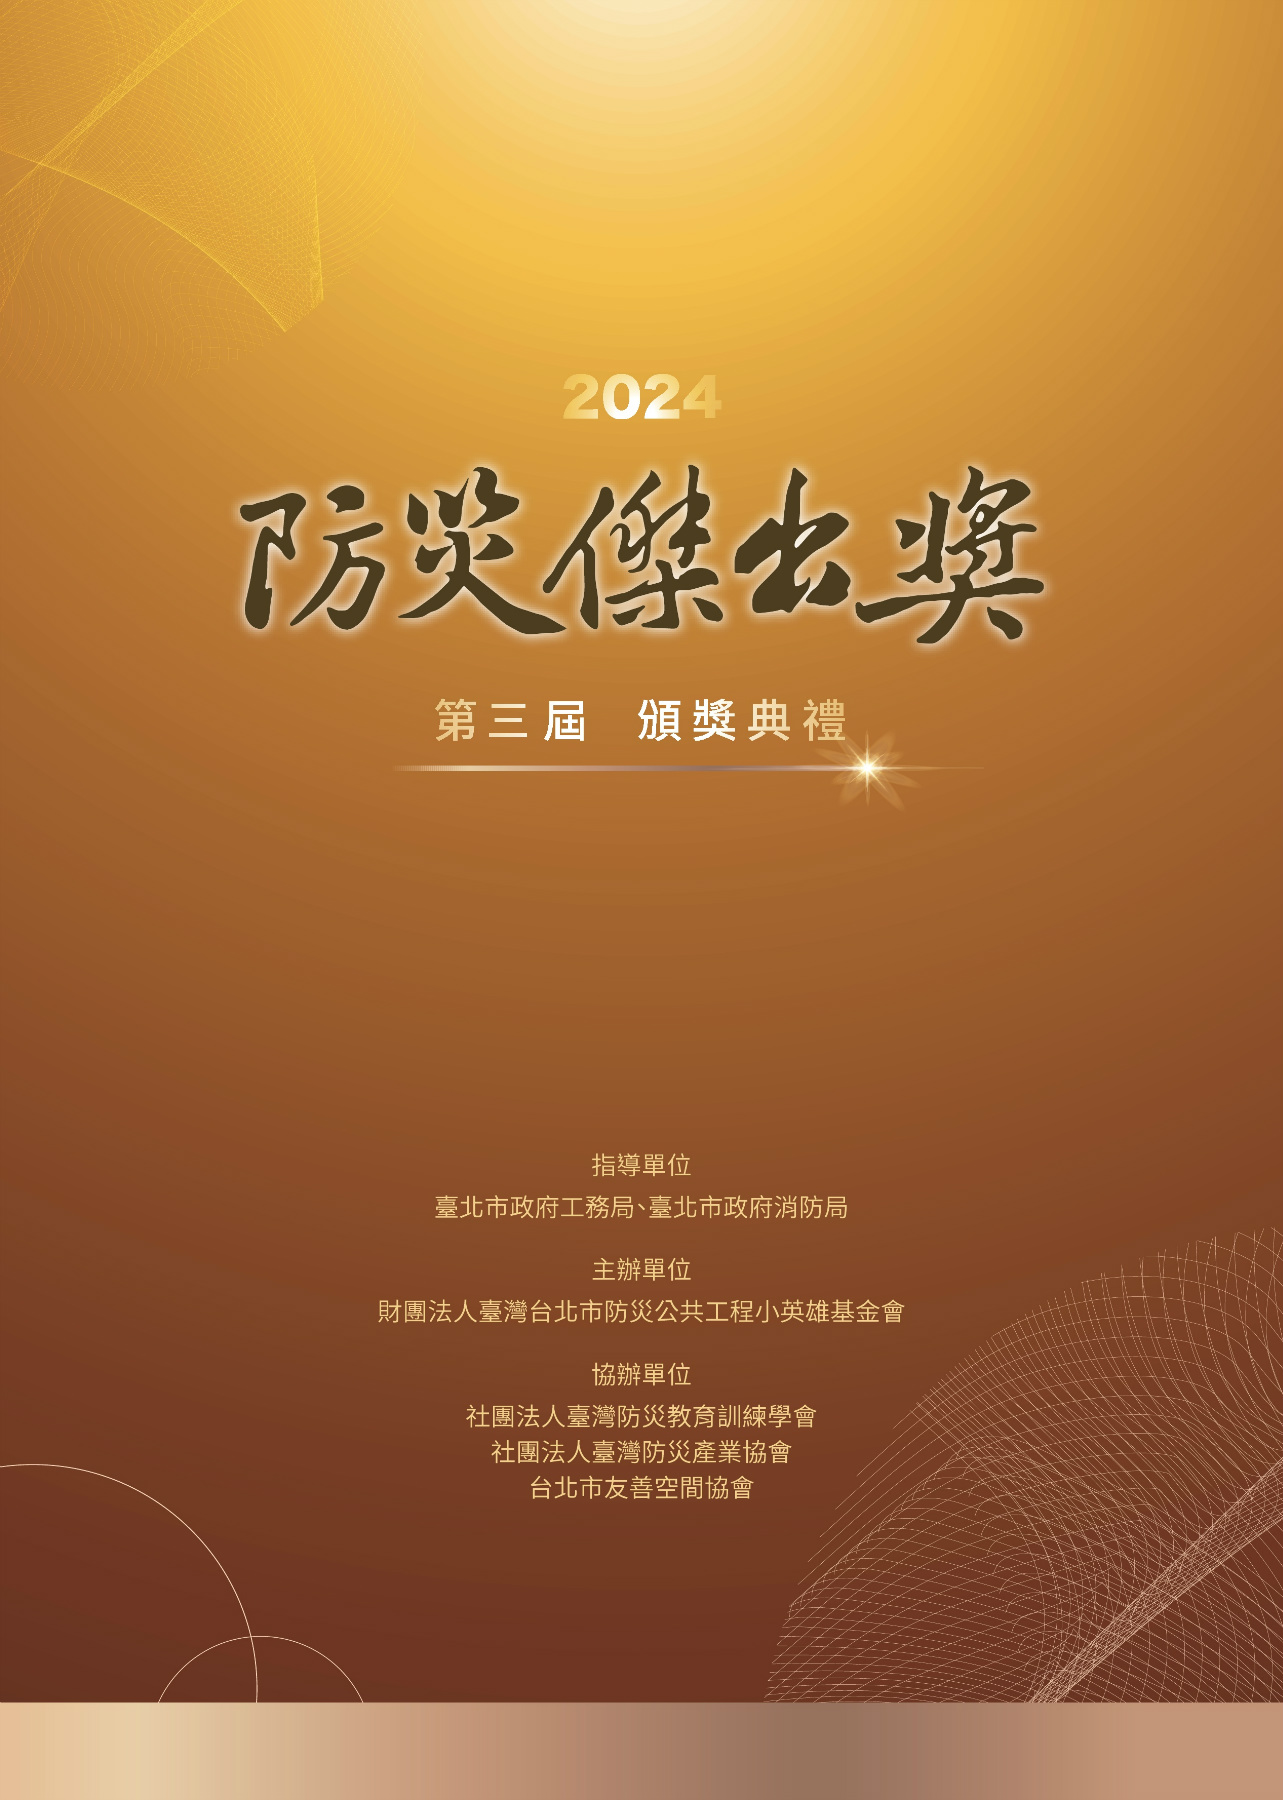 2024
防災傑出獎
第三屆 頒獎典禮
指導單位
臺北市政府工務局、臺北市政府消防局
主辦單位
財團法人臺灣台北市防災公共工程小英雄基金會
協辦單位
社團法人臺灣防災教育訓練學會
社團法人臺灣防災產業協會
台北市友善空間協會